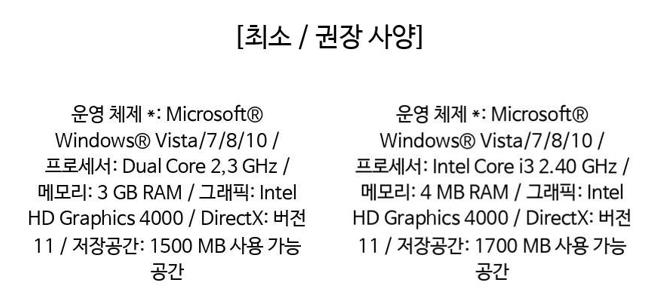 [최소 / 권장 사양]
운영 체제 *: Microsoft®
Windows® Vista/7/8/10 /
프로세서: Dual Core 2,3 GHz /
메모리: 3 GB RAM / 그래픽: Intel
HD Graphics 4000 / DirectX: 버전
11 / 저장공간: 1500 MB 사용 가능
공간
운영 체제 *: Microsoft®
Windows® Vista/7/8/10 /
프로세서: Intel Core i3 2.40 GHz /
메모리: 4 MB RAM / 그래픽: Intel
HD Graphics 4000 / DirectX: 버전
11 / 저장공간: 1700 MB 사용 가능
공간